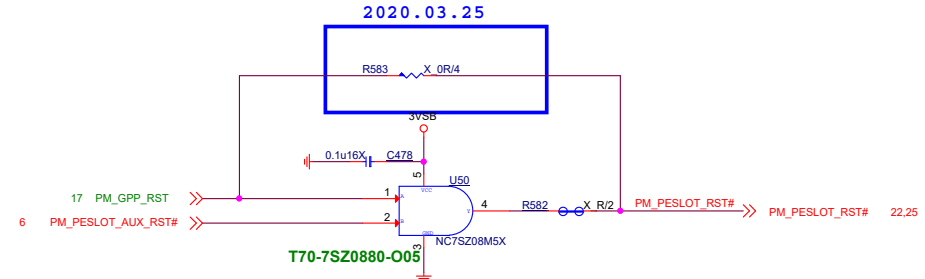 2020.03.25
R583 X_0R/4
3VSB
0.1u16X C478
5
U50
VCC
17 PM_GPP_RST 1 A
6 PM_PESLOT_AUX_RST# 2 B
Y 4 R582 X_R/2 PM_PESLOT_RST# PM_PESLOT_RST# 22,25
GND
3
NC7SZ08M5X
T70-7SZ0880-O05